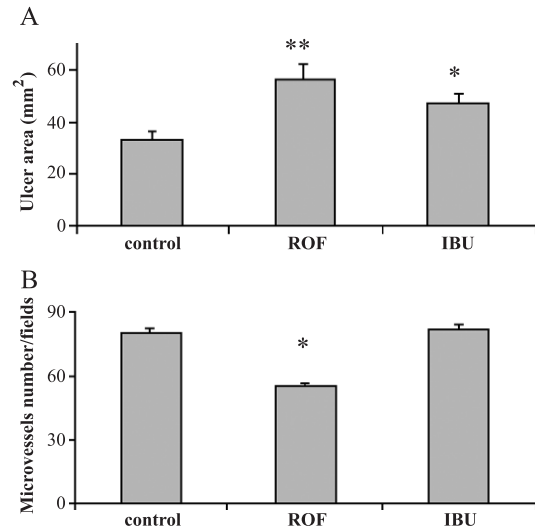 A
Ulcer area (mm²)
60
40
20
0
**
*
control ROF IBU
B
Microvessels number/fields
90
60
30
0
*
control ROF IBU